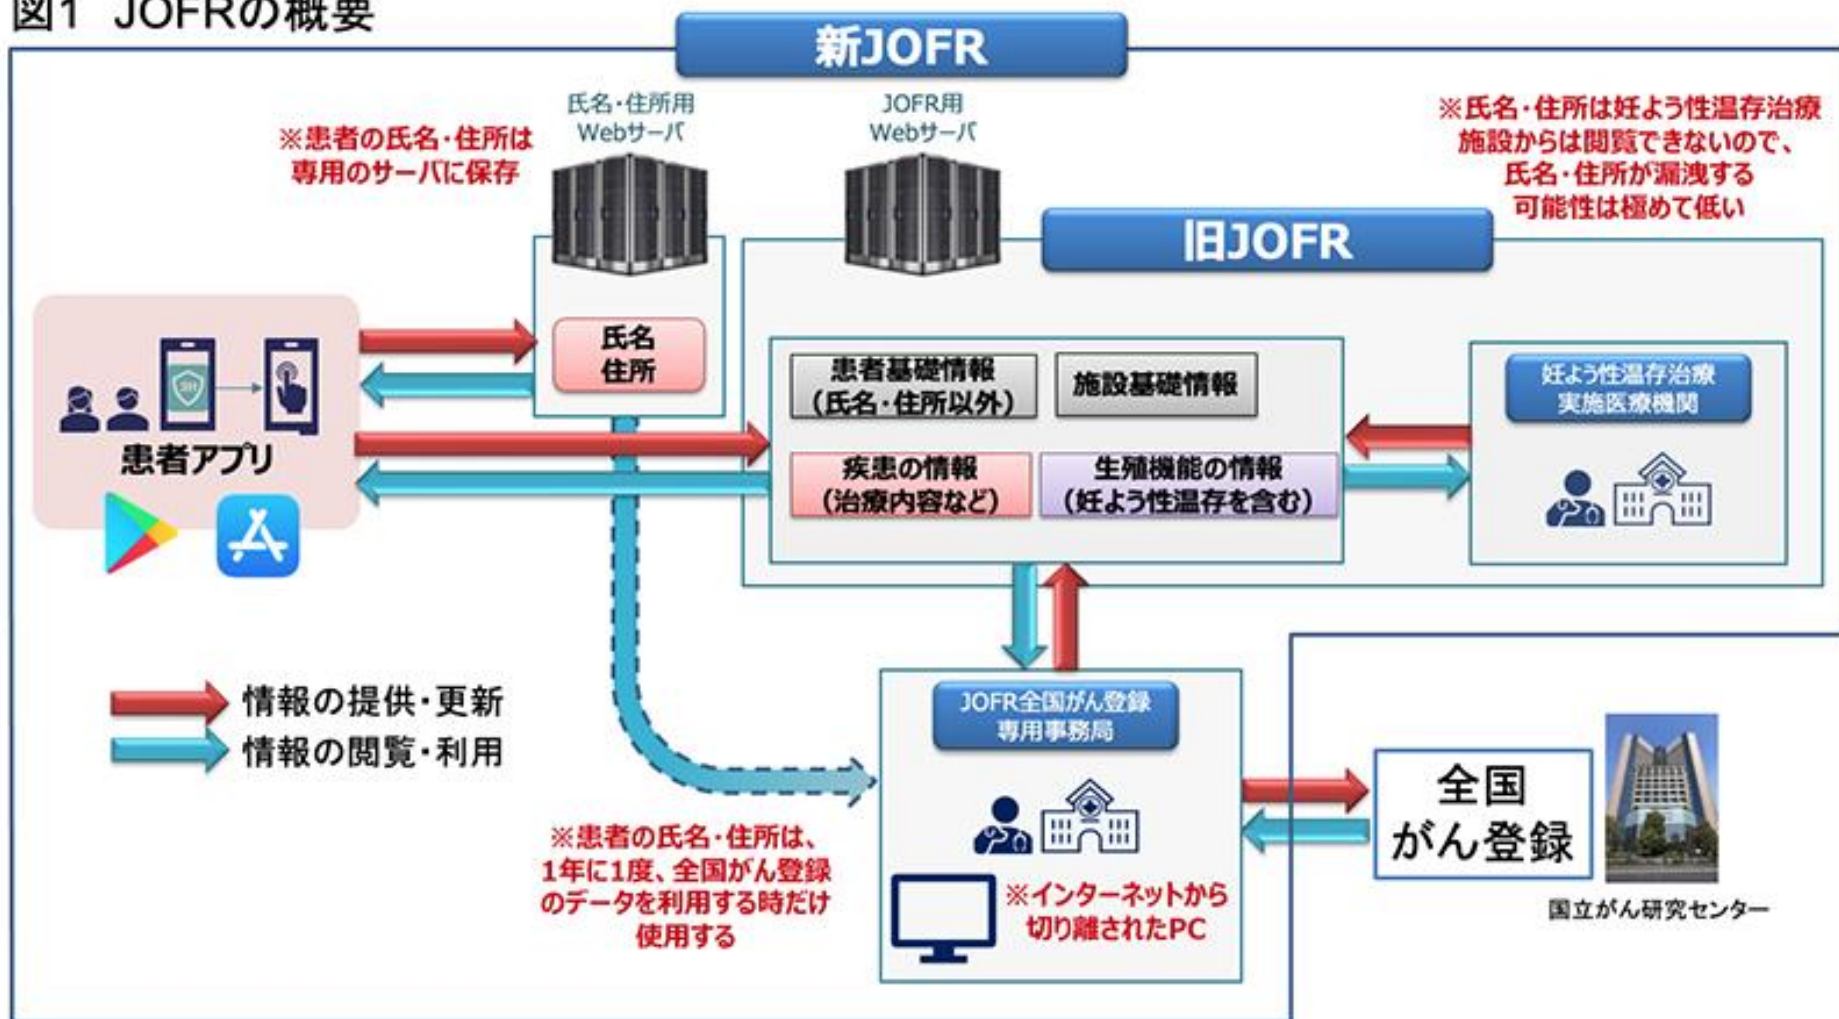 図1 JOFRの概要
新JOFR
※患者の氏名・住所は
専用のサーバに保存
氏名・住所用
Webサーバ
JOFR用
Webサーバ
※氏名・住所は妊よう性温存治療
施設からは閲覧できないので、
氏名・住所が漏洩する
可能性は極めて低い
旧JOFR
氏名
住所
患者アプリ
患者基礎情報
（氏名・住所以外）
施設基礎情報
疾患の情報
（治療内容など）
生殖機能の情報
（妊よう性温存を含む）
妊よう性温存治療
実施医療機関
情報の提供・更新
情報の閲覧・利用
JOFR全国がん登録
専用事務局
※患者の氏名・住所は、
1年に1度、全国がん登録
のデータを利用する時だけ
使用する
※インターネットから
切り離されたPC
全国
がん登録
国立がん研究センター